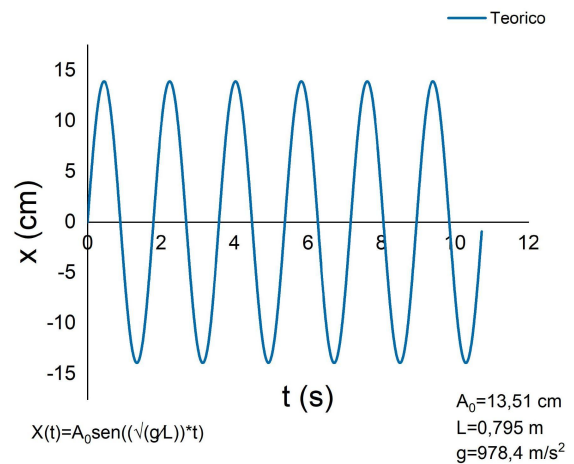 Teorico
15
10
5
0
-5
-10
-15
0 2 4 6 8 10 12
x (cm)
t (s)
X(t)=A₀sen((√(g/L))*t)
A₀=13,51 cm
L=0,795 m
g=978,4 m/s²